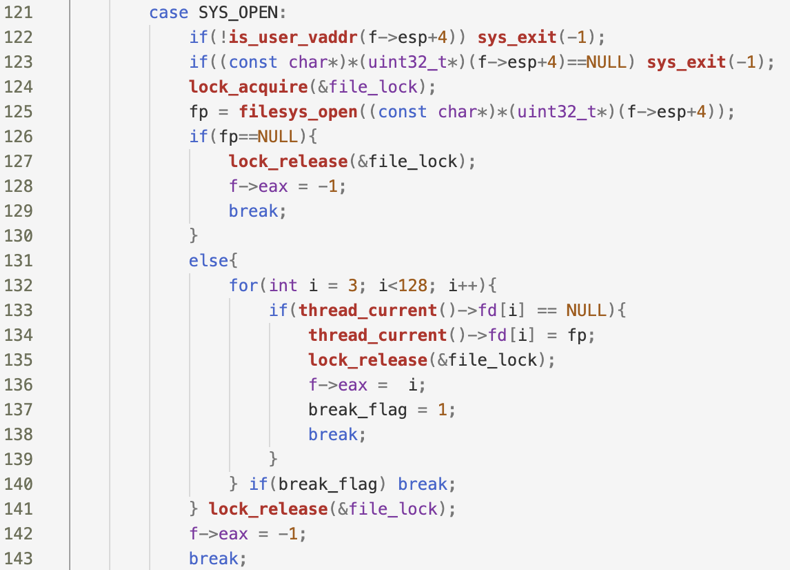 121 case SYS_OPEN:
122 if(!is_user_vaddr(f->esp+4)) sys_exit(-1);
123 if((const char*)*(uint32_t*)(f->esp+4)==NULL) sys_exit(-1);
124 lock_acquire(&file_lock);
125 fp = filesys_open((const char*)*(uint32_t*)(f->esp+4));
126 if(fp==NULL){
127 lock_release(&file_lock);
128 f->eax = -1;
129 break;
130 }
131 else{
132 for(int i = 3; i<128; i++){
133 if(thread_current()->fd[i] == NULL){
134 thread_current()->fd[i] = fp;
135 lock_release(&file_lock);
136 f->eax =  i;
137 break_flag = 1;
138 break;
139 }
140 } if(break_flag) break;
141 } lock_release(&file_lock);
142 f->eax = -1;
143 break;